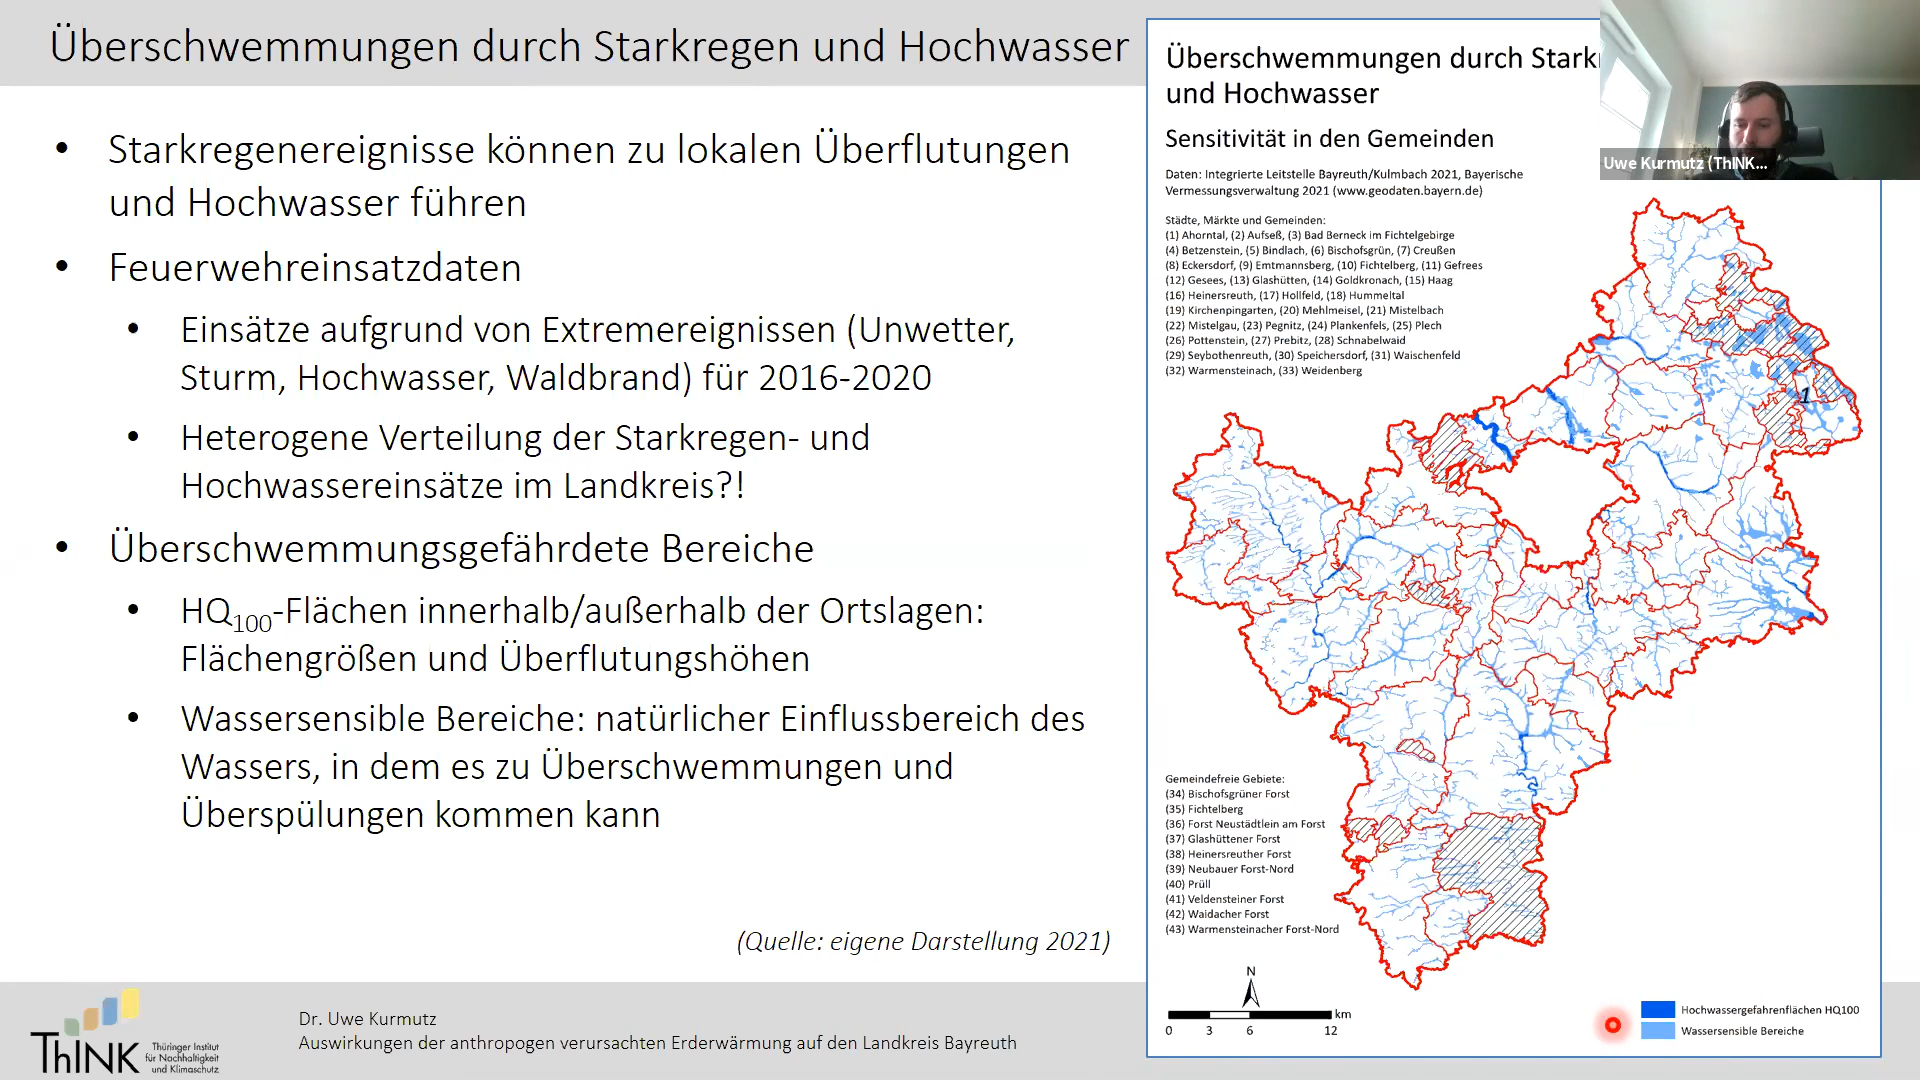 Überschwemmungen durch Starkregen und Hochwasser
• Starkregenereignisse können zu lokalen Überflutungen
und Hochwasser führen
• Feuerwehreinsatzdaten
• Einsätze aufgrund von Extremereignissen (Unwetter,
Sturm, Hochwasser, Waldbrand) für 2016-2020
• Heterogene Verteilung der Starkregen- und
Hochwassereinsätze im Landkreis?!
• Überschwemmungsgefährdete Bereiche
• HQ100-Flächen innerhalb/außerhalb der Ortslagen:
Flächengrößen und Überflutungshöhen
• Wassersensible Bereiche: natürlicher Einflussbereich des
Wassers, in dem es zu Überschwemmungen und
Überspülungen kommen kann
(Quelle: eigene Darstellung 2021)
Überschwemmungen durch Stark
und Hochwasser
Sensitivität in den Gemeinden
Daten: Integrierte Leitstelle Bayreuth/Kulmbach 2021, Bayerische
Vermessungsverwaltung 2021 (www.geodaten.bayern.de)
Städte, Märkte und Gemeinden:
(1) Ahorntal, (2) Aufseß, (3) Bad Berneck im Fichtelgebirge
(4) Betzenstein, (5) Bindlach, (6) Bischofsgrün, (7) Creußen
(8) Eckersdorf, (9) Emtmannsberg, (10) Fichtelberg, (11) Gefrees
(12) Gesees, (13) Glashütten, (14) Goldkronach, (15) Haag
(16) Heinersreuth, (17) Hollfeld, (18) Hummeltal
(19) Kirchenpingarten, (20) Mehlmeisel, (21) Mistelbach
(22) Mistelgau, (23) Pegnitz, (24) Plankenfels, (25) Plech
(26) Pottenstein, (27) Prebitz, (28) Schnabelwaid
(29) Seybothenreuth, (30) Speichersdorf, (31) Waischenfeld
(32) Warmensteinach, (33) Weidenberg
Uwe Kurmutz (ThINK...
1
Gemeindefreie Gebiete:
(34) Bischofsgrüner Forst
(35) Fichtelberg
(36) Forst Neustädtlein am Forst
(37) Glashüttener Forst
(38) Heinersreuther Forst
(39) Neubauer Forst-Nord
(40) Prüll
(41) Veldensteiner Forst
(42) Waidacher Forst
(43) Warmensteinacher Forst-Nord
N
km
0 3 6 12
Hochwassergefahrenflächen HQ100
Wassersensible Bereiche
ThINK
Thüringer Institut
für Nachhaltigkeit
und Klimaschutz
Dr. Uwe Kurmutz
Auswirkungen der anthropogen verursachten Erderwärmung auf den Landkreis Bayreuth